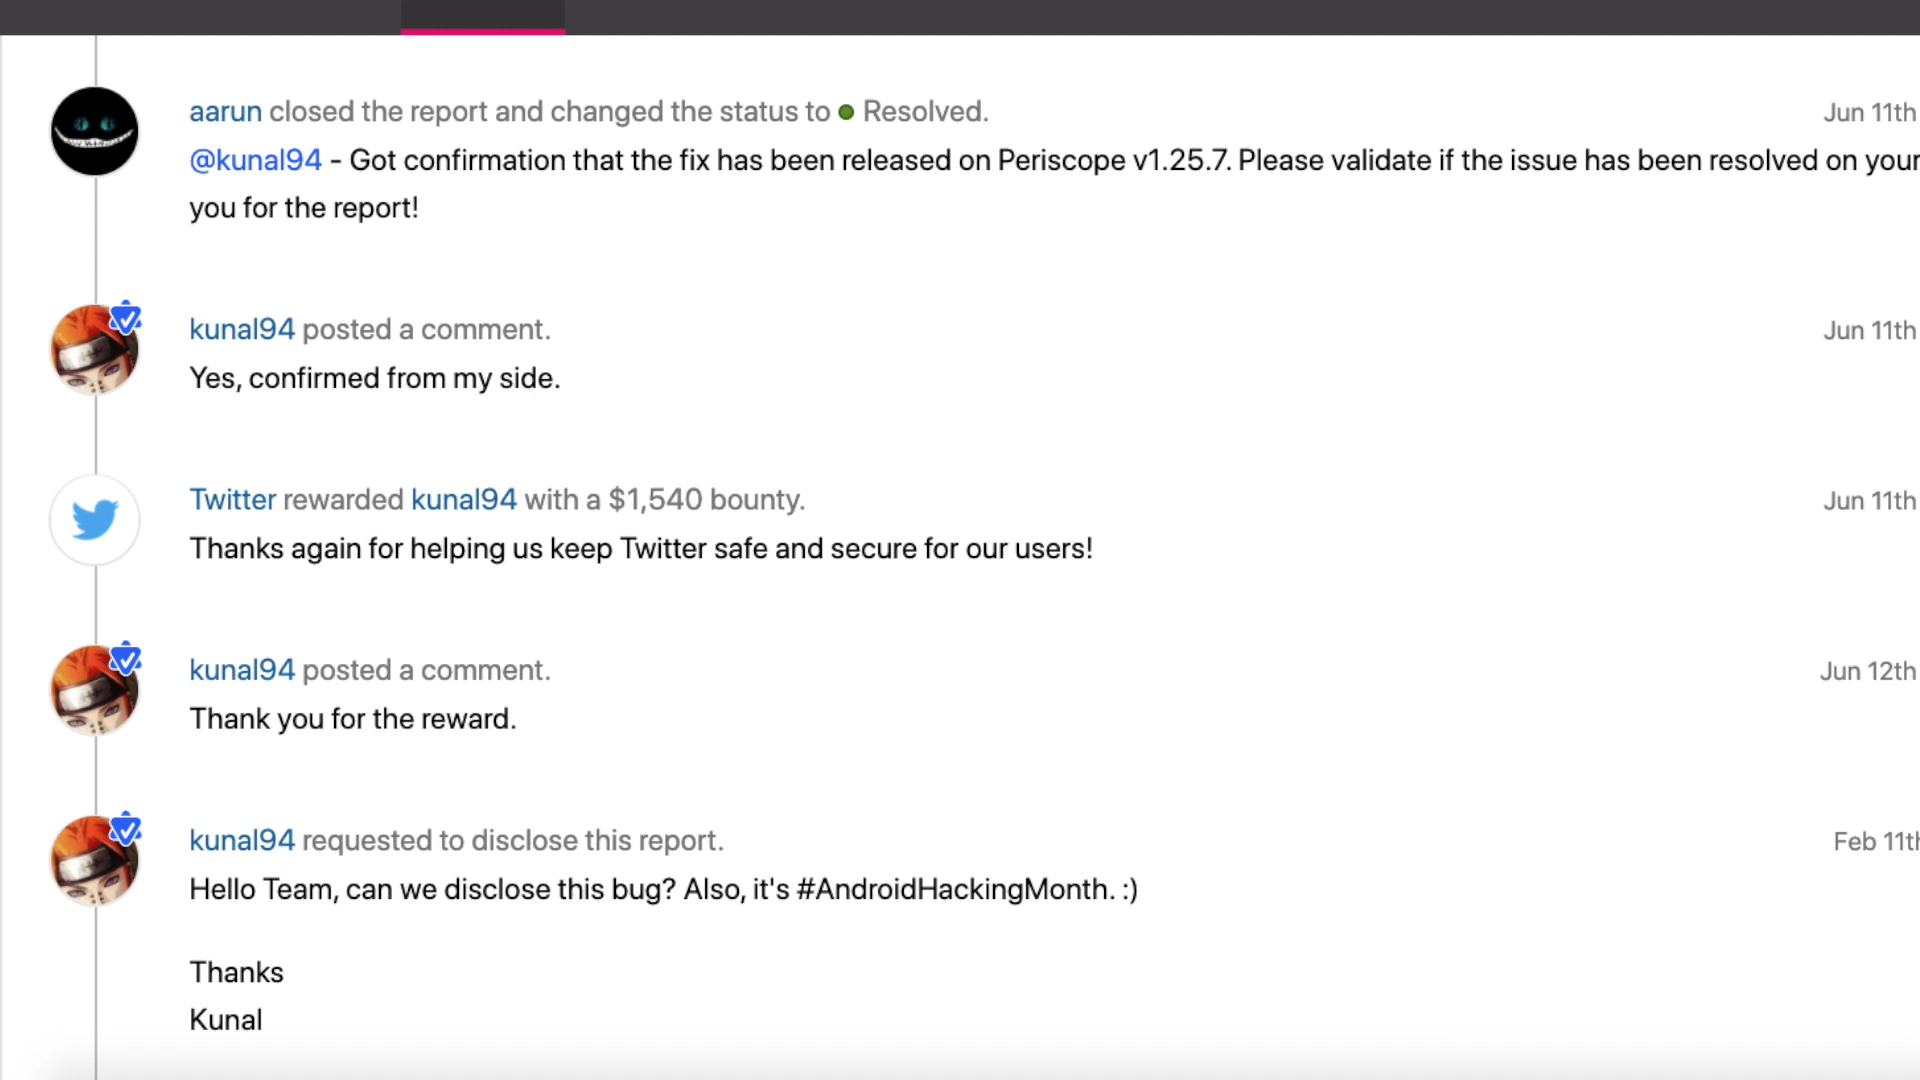 aarun closed the report and changed the status to Resolved.
Jun 11th
@kunal94 - Got confirmation that the fix has been released on Periscope v1.25.7. Please validate if the issue has been resolved on your
you for the report!
kunal94 posted a comment.
Jun 11th
Yes, confirmed from my side.
Twitter rewarded kunal94 with a $1,540 bounty.
Jun 11th
Thanks again for helping us keep Twitter safe and secure for our users!
kunal94 posted a comment.
Jun 12th
Thank you for the reward.
kunal94 requested to disclose this report.
Feb 11th
Hello Team, can we disclose this bug? Also, it's #AndroidHackingMonth. :)
Thanks
Kunal